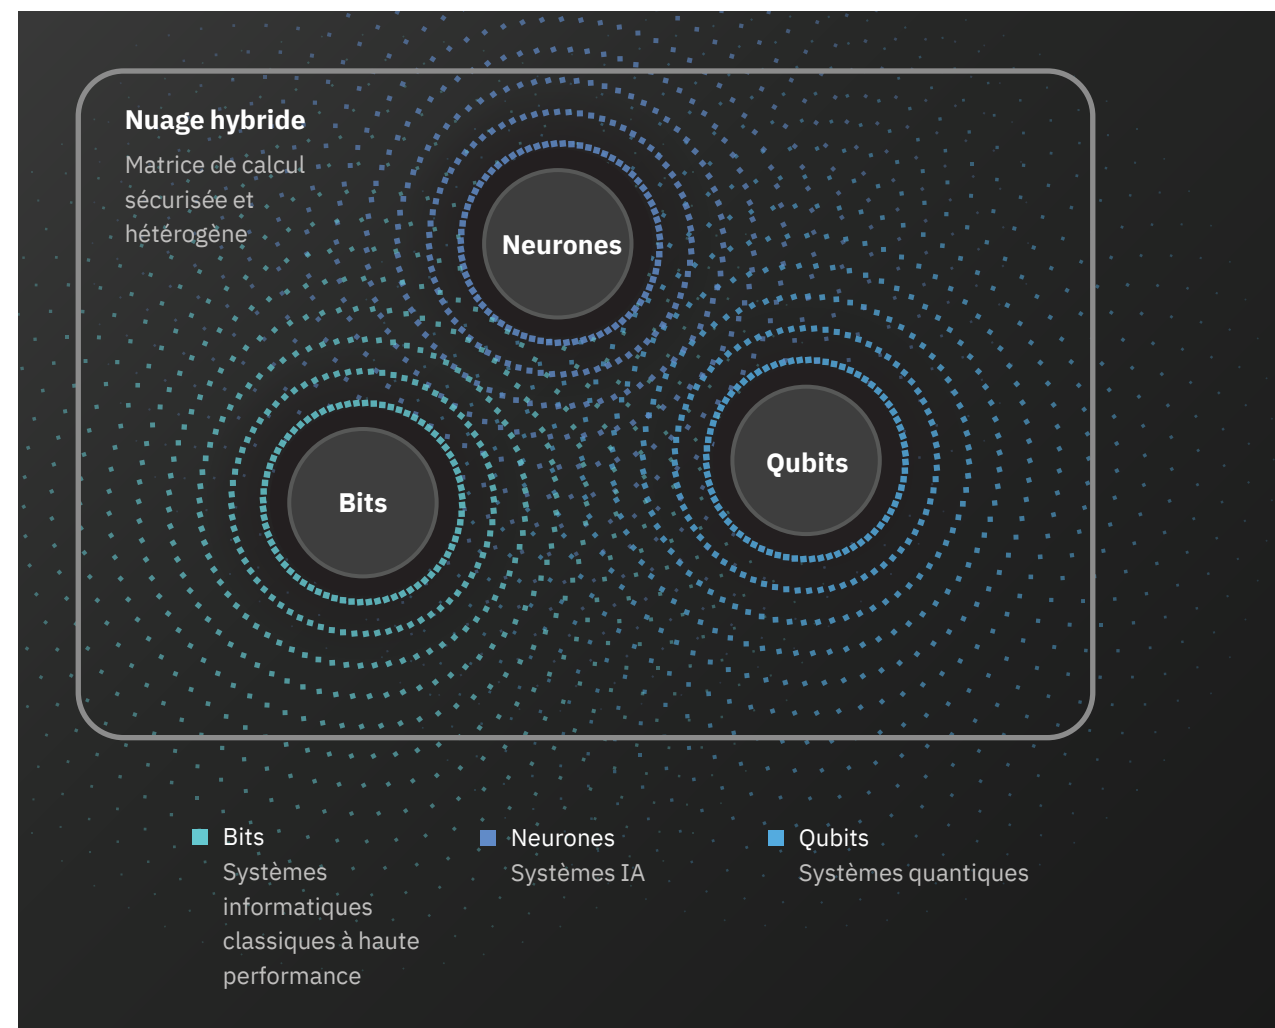 Nuage hybride
Matrice de calcul
sécurisée et
hétérogène
Neurones
Qubits
Bits
Bits
Systèmes
informatiques
classiques à haute
performance
Neurones
Systèmes IA
Qubits
Systèmes quantiques